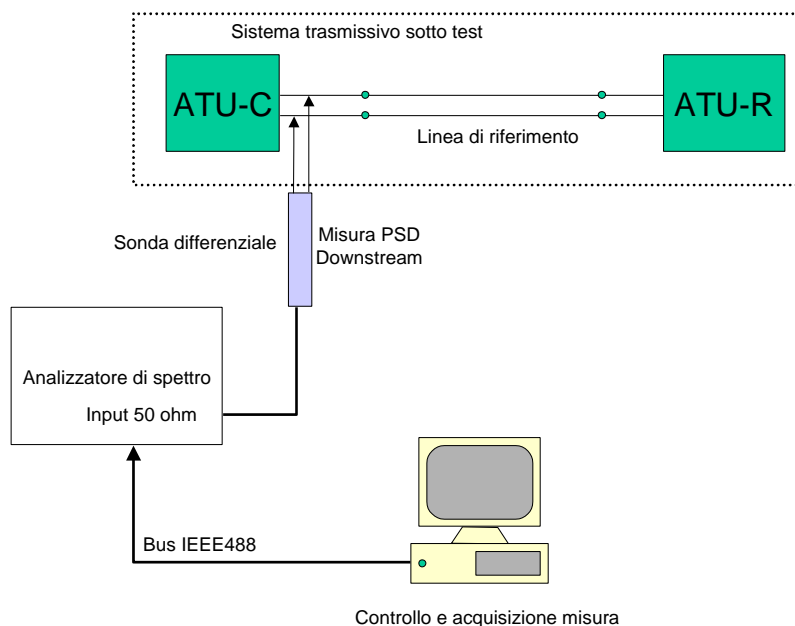 Sistema trasmissivo sotto test
ATU-C
ATU-R
Linea di riferimento
Sonda differenziale
Misura PSD
Downstream
Analizzatore di spettro
Input 50 ohm
Bus IEEE488
Controllo e acquisizione misura